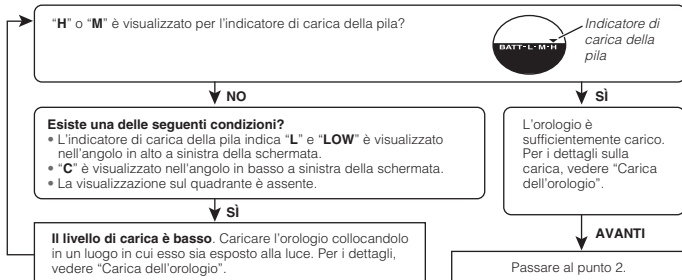 “H” o “M” è visualizzato per l'indicatore di carica della pila?
BATT-L·M·H
Indicatore di
carica della
pila
NO
SÌ
Esiste una delle seguenti condizioni?
• L'indicatore di carica della pila indica “L” e “LOW” è visualizzato
nell'angolo in alto a sinistra della schermata.
• “C” è visualizzato nell'angolo in basso a sinistra della schermata.
• La visualizzazione sul quadrante è assente.
L'orologio è
sufficientemente carico.
Per i dettagli sulla
carica, vedere “Carica
dell'orologio”.
SÌ
AVANTI
Il livello di carica è basso. Caricare l'orologio collocandolo
in un luogo in cui esso sia esposto alla luce. Per i dettagli,
vedere “Carica dell'orologio”.
Passare al punto 2.